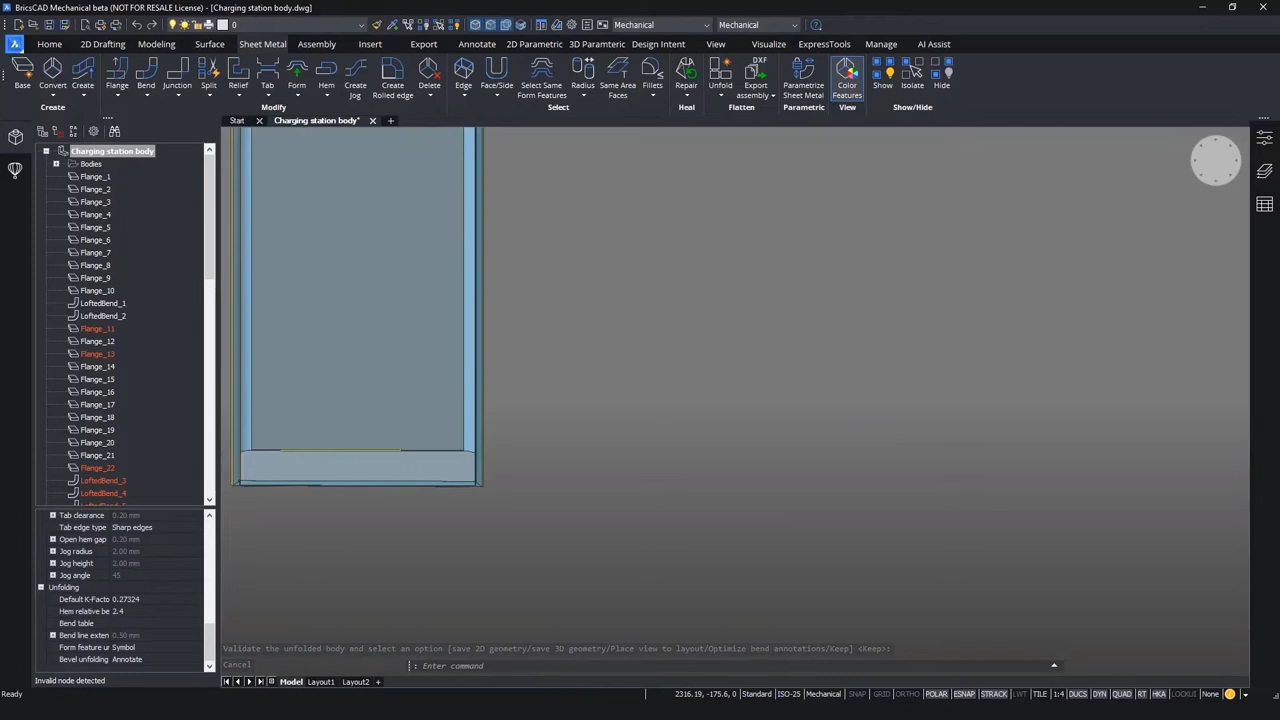 BricsCAD Mechanical beta (NOT FOR RESALE License) - [Charging station body.dwg]
0 Mechanical Mechanical
Home 2D Drafting Modeling Surface Sheet Metal Assembly Insert Export Annotate 2D Parametric 3D Paramteric Design Intent View Visualize ExpressTools Manage AI Assist
Base Convert Create Flange Bend Junction Split Relief Tab Form Hem Create Jog Create Rolled edge Delete Edge Face/Side Select Same Form Features Radius Same Area Faces Fillets Repair Unfold DXF Export assembly Parametrize Sheet Metal Color Features Show Isolate Hide
Create Modify Select Heal Flatten Parametric View Show/Hide
Start Charging station body*
Charging station body
Bodies
Flange_1
Flange_2
Flange_3
Flange_4
Flange_5
Flange_6
Flange_7
Flange_8
Flange_9
Flange_10
LoftedBend_1
LoftedBend_2
Flange_11
Flange_12
Flange_13
Flange_14
Flange_15
Flange_16
Flange_17
Flange_18
Flange_19
Flange_20
Flange_21
Flange_22
LoftedBend_3
LoftedBend_4
Tab clearance 0.20 mm
Tab edge type Sharp edges
Open hem gap 0.20 mm
Jog radius 2.00 mm
Jog height 2.00 mm
Jog angle 45
Unfolding
Default K-Facto 0.27324
Hem relative be 2.4
Bend table
Bend line exten 0.50 mm
Form feature ur Symbol
Bevel unfolding Annotate
Validate the unfolded body and select an option [save 2D geometry/save 3D geometry/Place view to layout/Optimize bend annotations/Keep] <Keep>:
Cancel : Enter command
Invalid node detected
Model Layout1 Layout2
Ready 2316.19, -175.6, 0 Standard ISO-25 Mechanical SNAP GRID ORTHO POLAR ESNAP STRACK LWT TILE 1:4 DUCS DYN QUAD RT HKA LOCKUI None